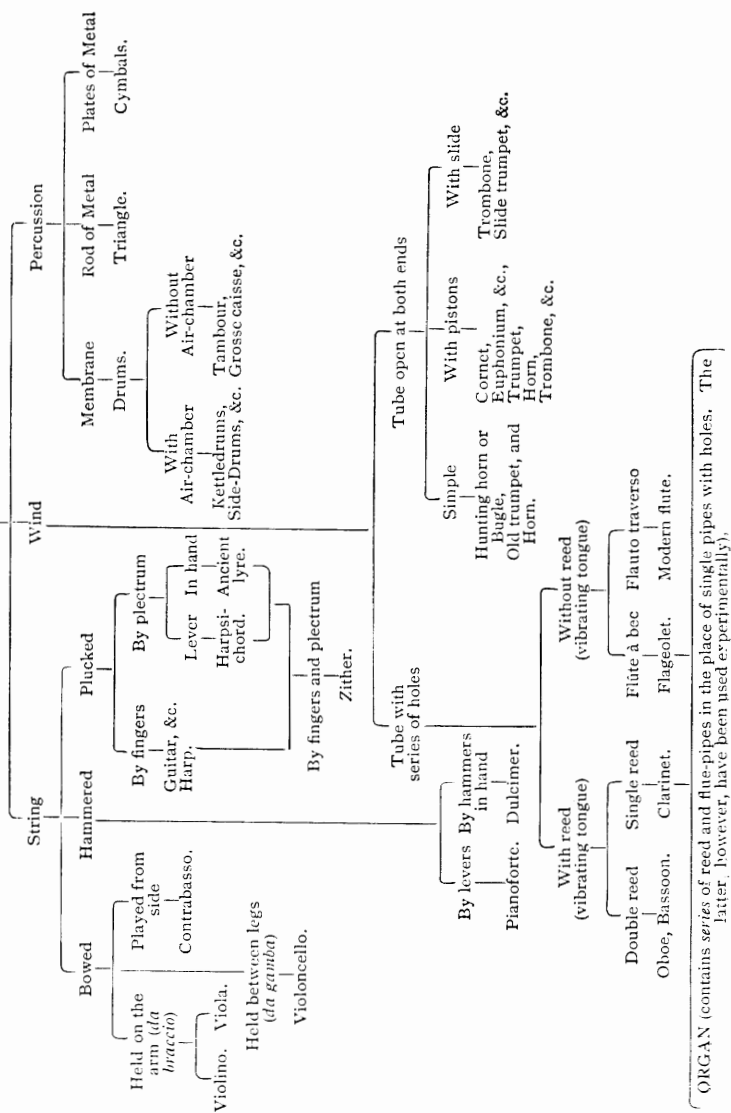 String
Wind
Percussion
Bowed
Hammered
Plucked
Held on the
arm (da
braccio)
Violino. Viola.
Played from
side
Contrabasso.
Held between legs
(da gamba)
Violoncello.
By fingers
Guitar, &c.
Harp.
By plectrum
Lever In hand
Harpsi-
chord.
Ancient
lyre.
By fingers and plectrum
Zither.
By levers
Pianoforte.
By hammers
in hand
Dulcimer.
Membrane
Drums.
Rod of Metal
Triangle.
Plates of Metal
Cymbals.
With
Air-chamber
Kettledrums,
Side-Drums, &c.
Without
Air-chamber
Tambour,
Grosse caisse, &c.
Tube with
series of holes
Tube open at both ends
Simple
Hunting horn or
Bugle,
Old trumpet, and
Horn.
With pistons
Cornet,
Euphonium, &c.,
Trumpet,
Horn,
Trombone, &c.
With slide
Trombone,
Slide trumpet, &c.
With reed
(vibrating tongue)
Without reed
(vibrating tongue)
Double reed
Oboe, Bassoon.
Single reed
Clarinet.
Flûte à bec
Flageolet.
Flauto traverso
Modern flute.
ORGAN (contains series of reed and flue-pipes in the place of single pipes with holes. The
latter, however, have been used experimentally).